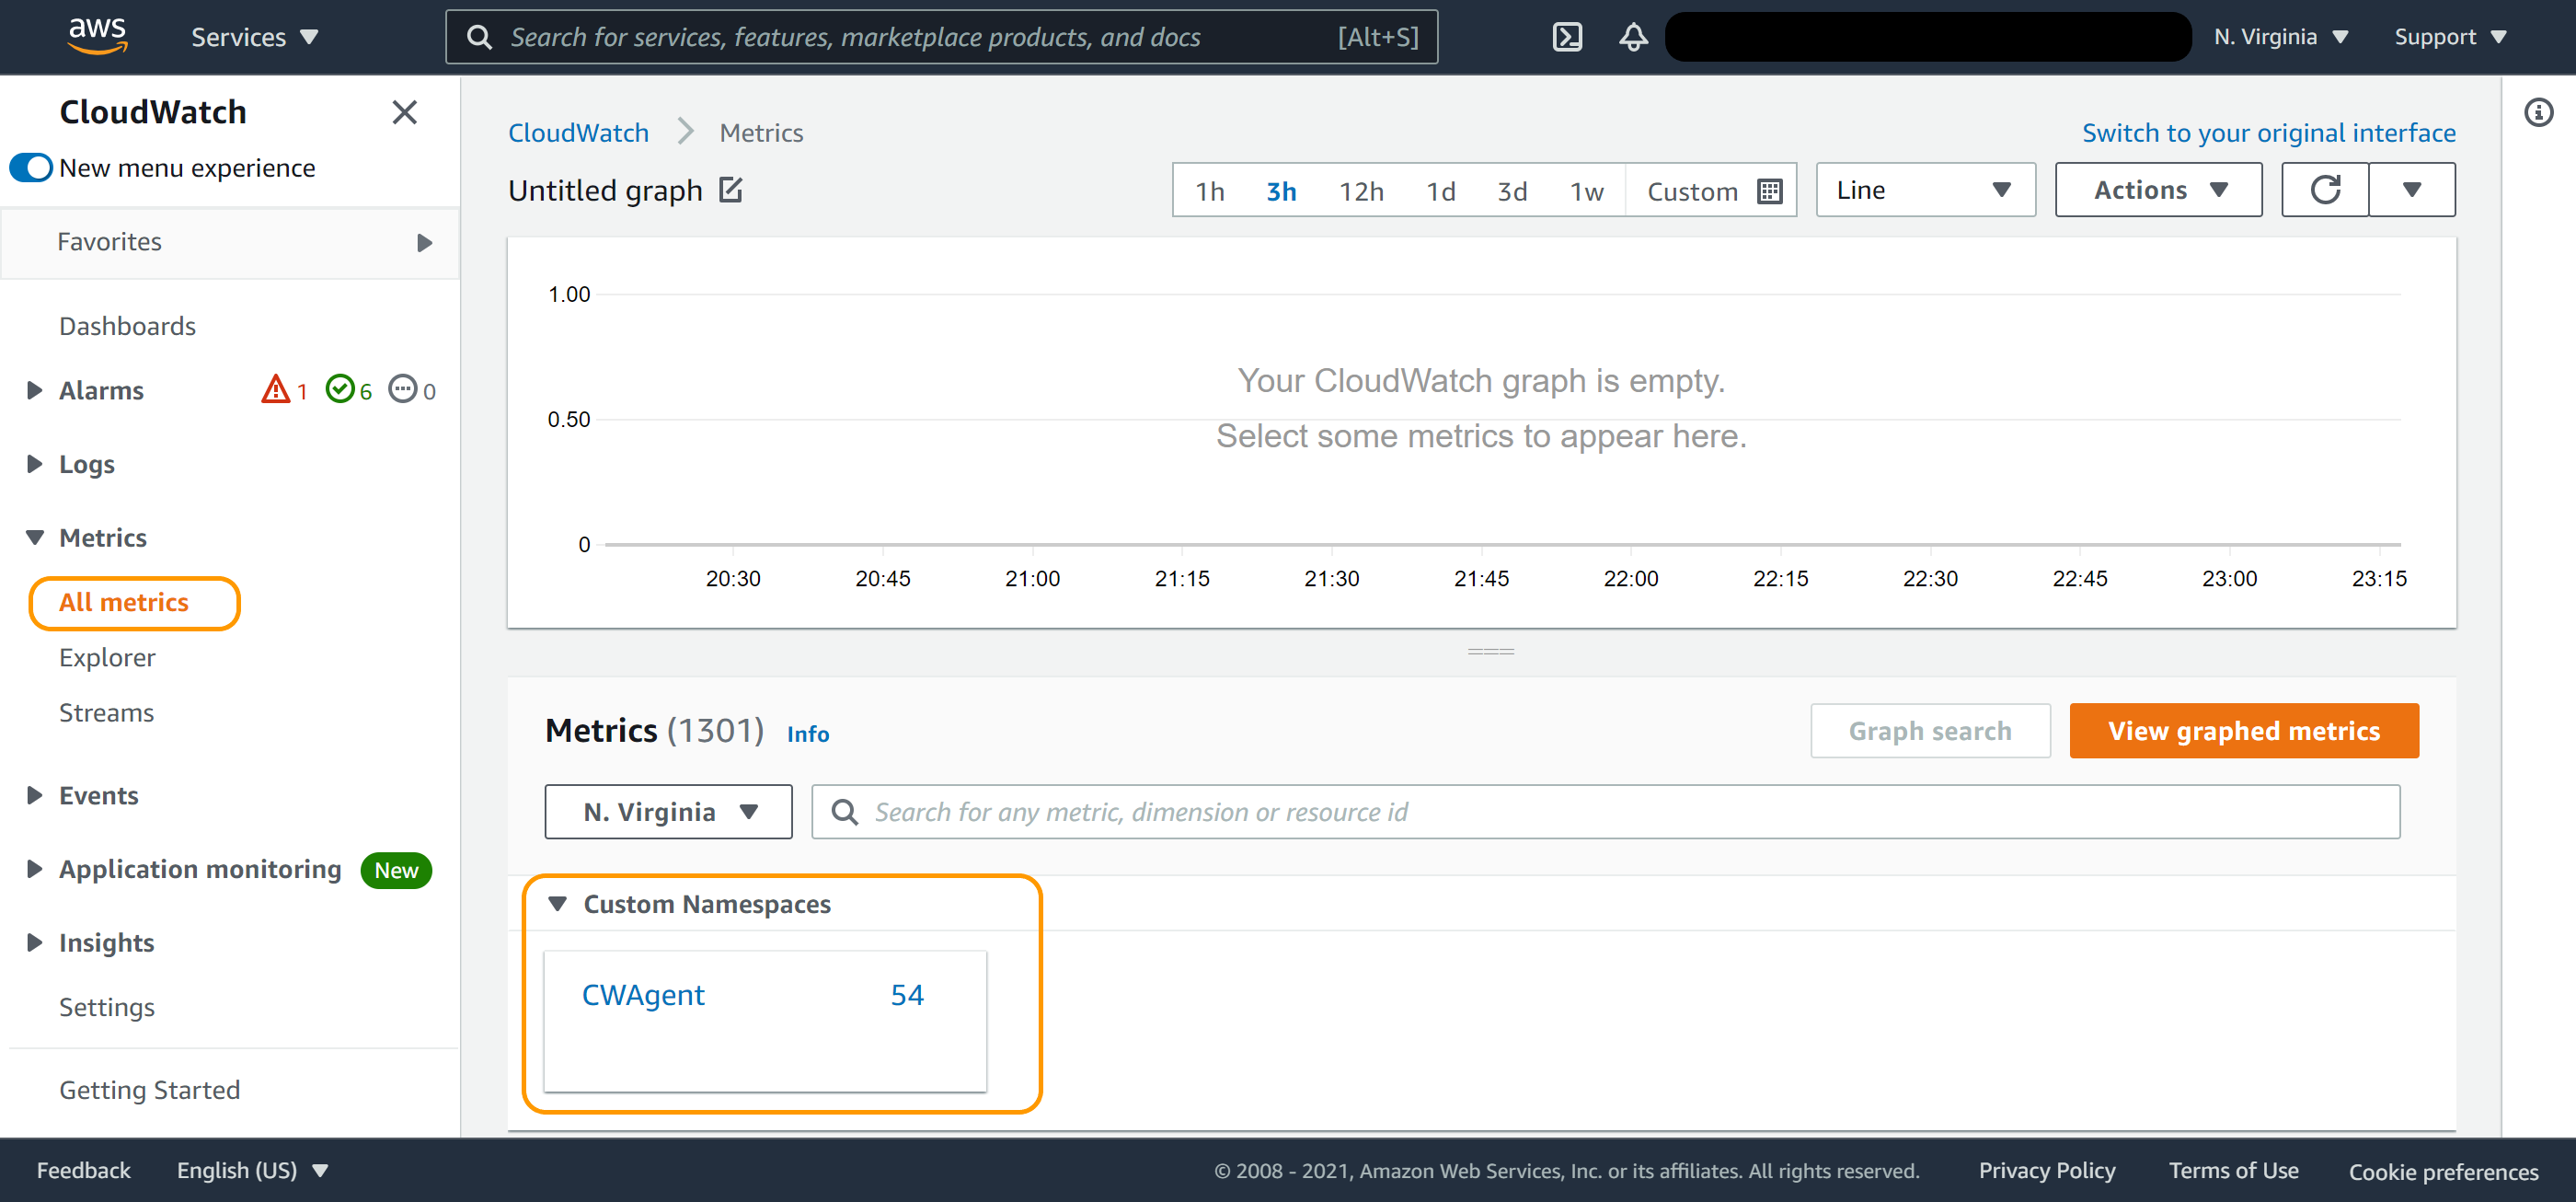 aws
Services
Search for services, features, marketplace products, and docs [Alt+S]
N. Virginia
Support
CloudWatch
New menu experience
Favorites
Dashboards
Alarms 1 6 0
Logs
Metrics
All metrics
Explorer
Streams
Events
Application monitoring New
Insights
Settings
Getting Started
CloudWatch Metrics
Switch to your original interface
Untitled graph
1h 3h 12h 1d 3d 1w Custom
Line
Actions
1.00
0.50
0
Your CloudWatch graph is empty.
Select some metrics to appear here.
20:30 20:45 21:00 21:15 21:30 21:45 22:00 22:15 22:30 22:45 23:00 23:15
Metrics (1301) Info
Graph search
View graphed metrics
N. Virginia
Search for any metric, dimension or resource id
Custom Namespaces
CWAgent 54
Feedback
English (US)
© 2008 - 2021, Amazon Web Services, Inc. or its affiliates. All rights reserved.
Privacy Policy
Terms of Use
Cookie preferences